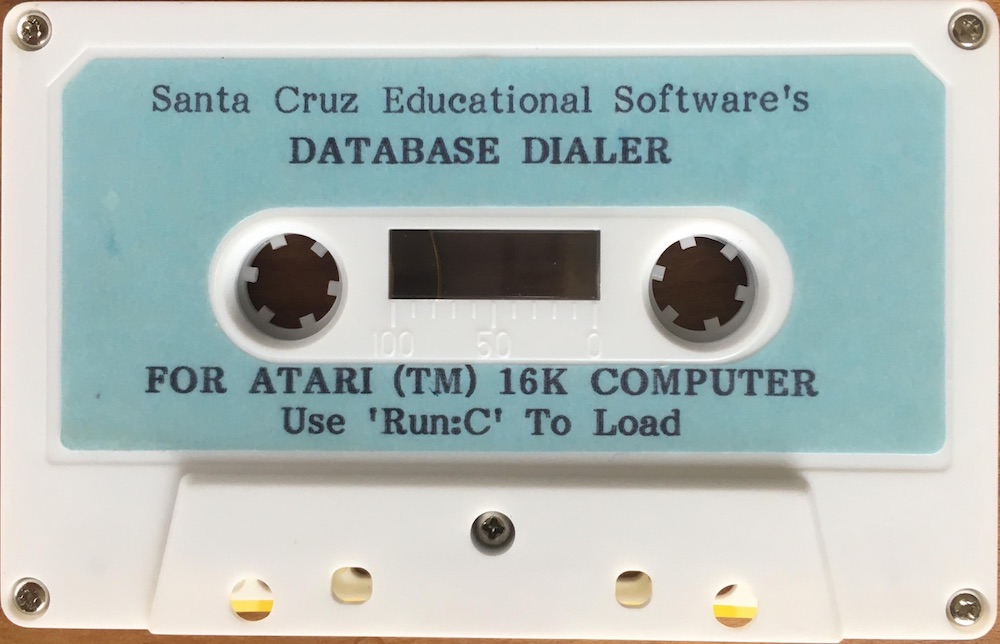 Santa Cruz Educational Software's
DATABASE DIALER
100 50 0
FOR ATARI (TM) 16K COMPUTER
Use 'Run:C' To Load